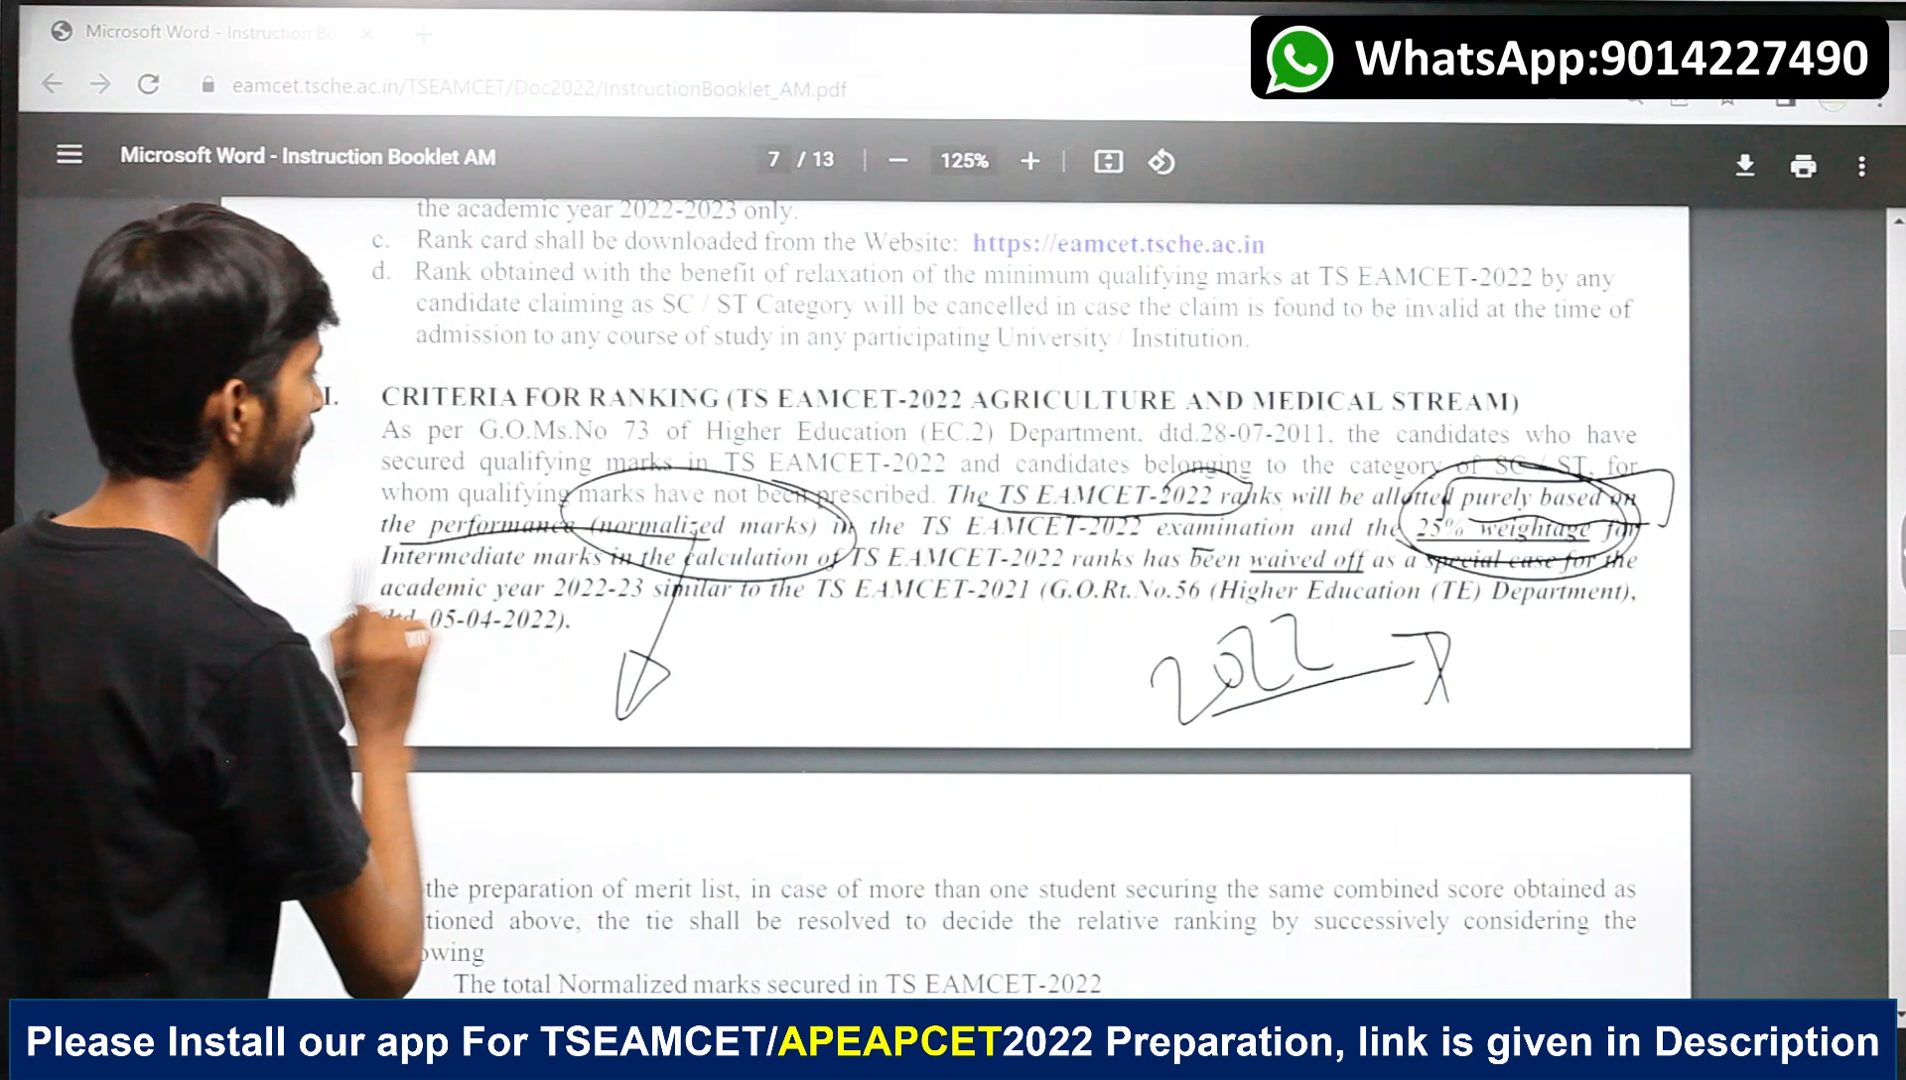 Microsoft Word - Instruction Bo
WhatsApp:9014227490
eamcet.tsche.ac.in/TSEAMCET/Doc2022/InstructionBooklet_AM.pdf
Microsoft Word - Instruction Booklet AM
7 / 13
125%
the academic year 2022-2023 only.
c. Rank card shall be downloaded from the Website: https://eamcet.tsche.ac.in
d. Rank obtained with the benefit of relaxation of the minimum qualifying marks at TS EAMCET-2022 by any
candidate claiming as SC / ST Category will be cancelled in case the claim is found to be invalid at the time of
admission to any course of study in any participating University / Institution.
I. CRITERIA FOR RANKING (TS EAMCET-2022 AGRICULTURE AND MEDICAL STREAM)
As per G.O.Ms.No 73 of Higher Education (EC.2) Department, dtd.28-07-2011, the candidates who have
secured qualifying marks in TS EAMCET-2022 and candidates belonging to the category of SC / ST, for
whom qualifying marks have not been prescribed. The TS EAMCET-2022 ranks will be allotted purely based on
the performance (normalized marks) in the TS EAMCET-2022 examination and the 25% weightage for
Intermediate marks in the calculation of TS EAMCET-2022 ranks has been waived off as a special case for the
academic year 2022-23 similar to the TS EAMCET-2021 (G.O.Rt.No.56 (Higher Education (TE) Department),
dtd. 05-04-2022).
2022
the preparation of merit list, in case of more than one student securing the same combined score obtained as
tioned above, the tie shall be resolved to decide the relative ranking by successively considering the
owing
The total Normalized marks secured in TS EAMCET-2022
Please Install our app For TSEAMCET/APEAPCET2022 Preparation, link is given in Description